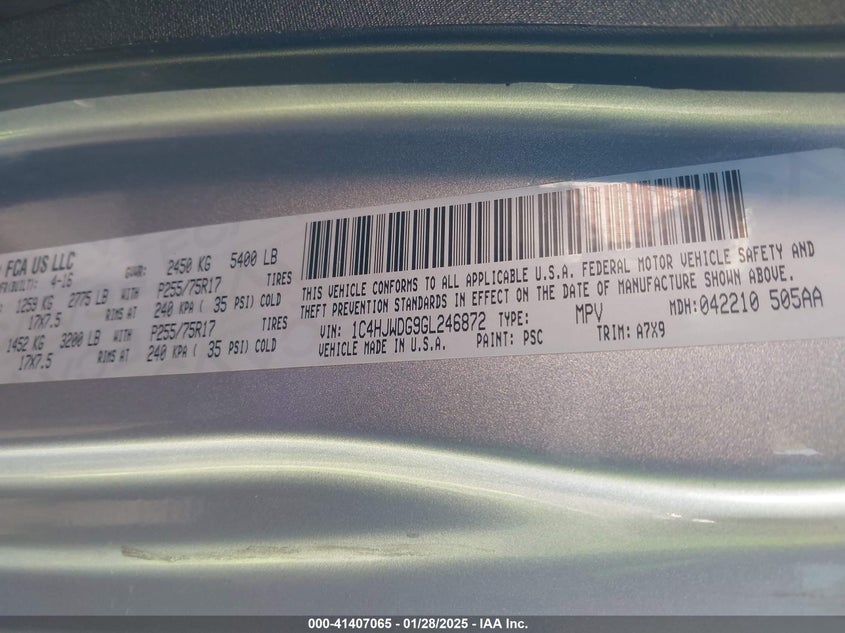 FCA US LLC
4-16 GVWR: 2450 KG 5400 LB
1259 KG 2775 LB WITH P255/75R17 TIRES
17X7.5 RIMS AT 240 KPA ( 35 PSI) COLD
1452 KG 3200 LB WITH P255/75R17 TIRES
17X7.5 RIMS AT 240 KPA ( 35 PSI) COLD
THIS VEHICLE CONFORMS TO ALL APPLICABLE U.S.A. FEDERAL MOTOR VEHICLE SAFETY AND
THEFT PREVENTION STANDARDS IN EFFECT ON THE DATE OF MANUFACTURE SHOWN ABOVE.
VIN: 1C4HJWDG9GL246872 TYPE: MPV MDH:042210 505AA
VEHICLE MADE IN U.S.A. PAINT: PSC TRIM: A7X9
000-41407065 - 01/28/2025 - IAA Inc.